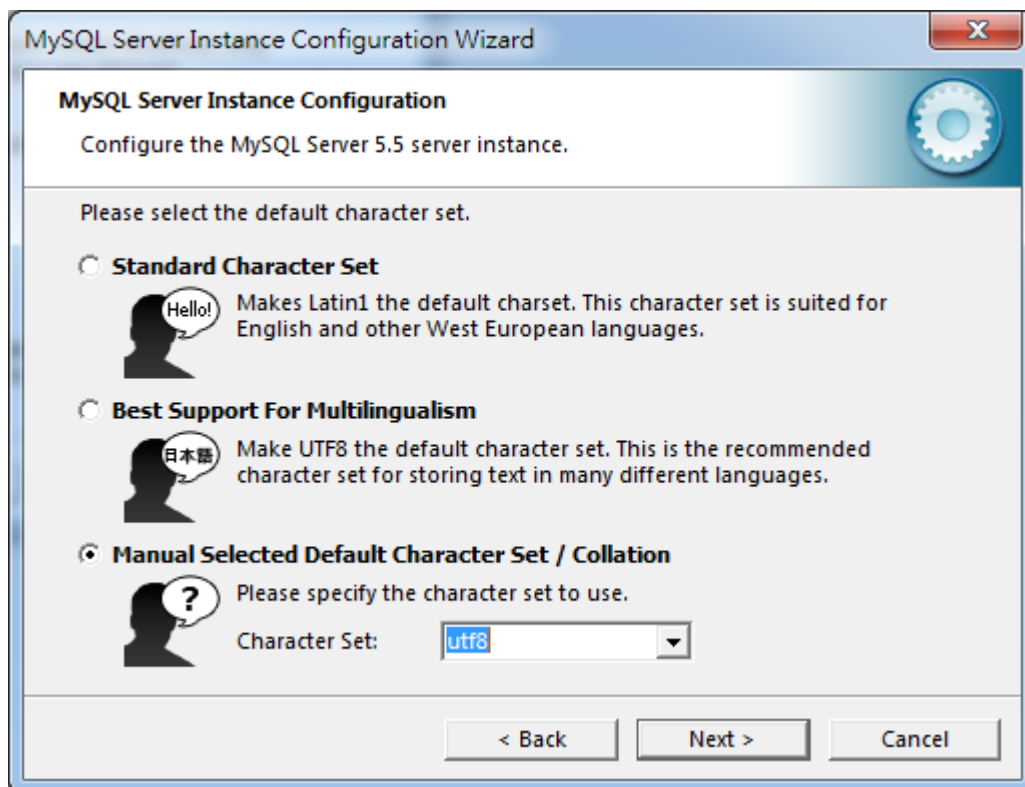 MySQL Server Instance Configuration Wizard
MySQL Server Instance Configuration
Configure the MySQL Server 5.5 server instance.
Please select the default character set.
Standard Character Set
Hello!
Makes Latin1 the default charset. This character set is suited for
English and other West European languages.
Best Support For Multilingualism
日本語
Make UTF8 the default character set. This is the recommended
character set for storing text in many different languages.
Manual Selected Default Character Set / Collation
?
Please specify the character set to use.
Character Set: utf8
< Back Next > Cancel